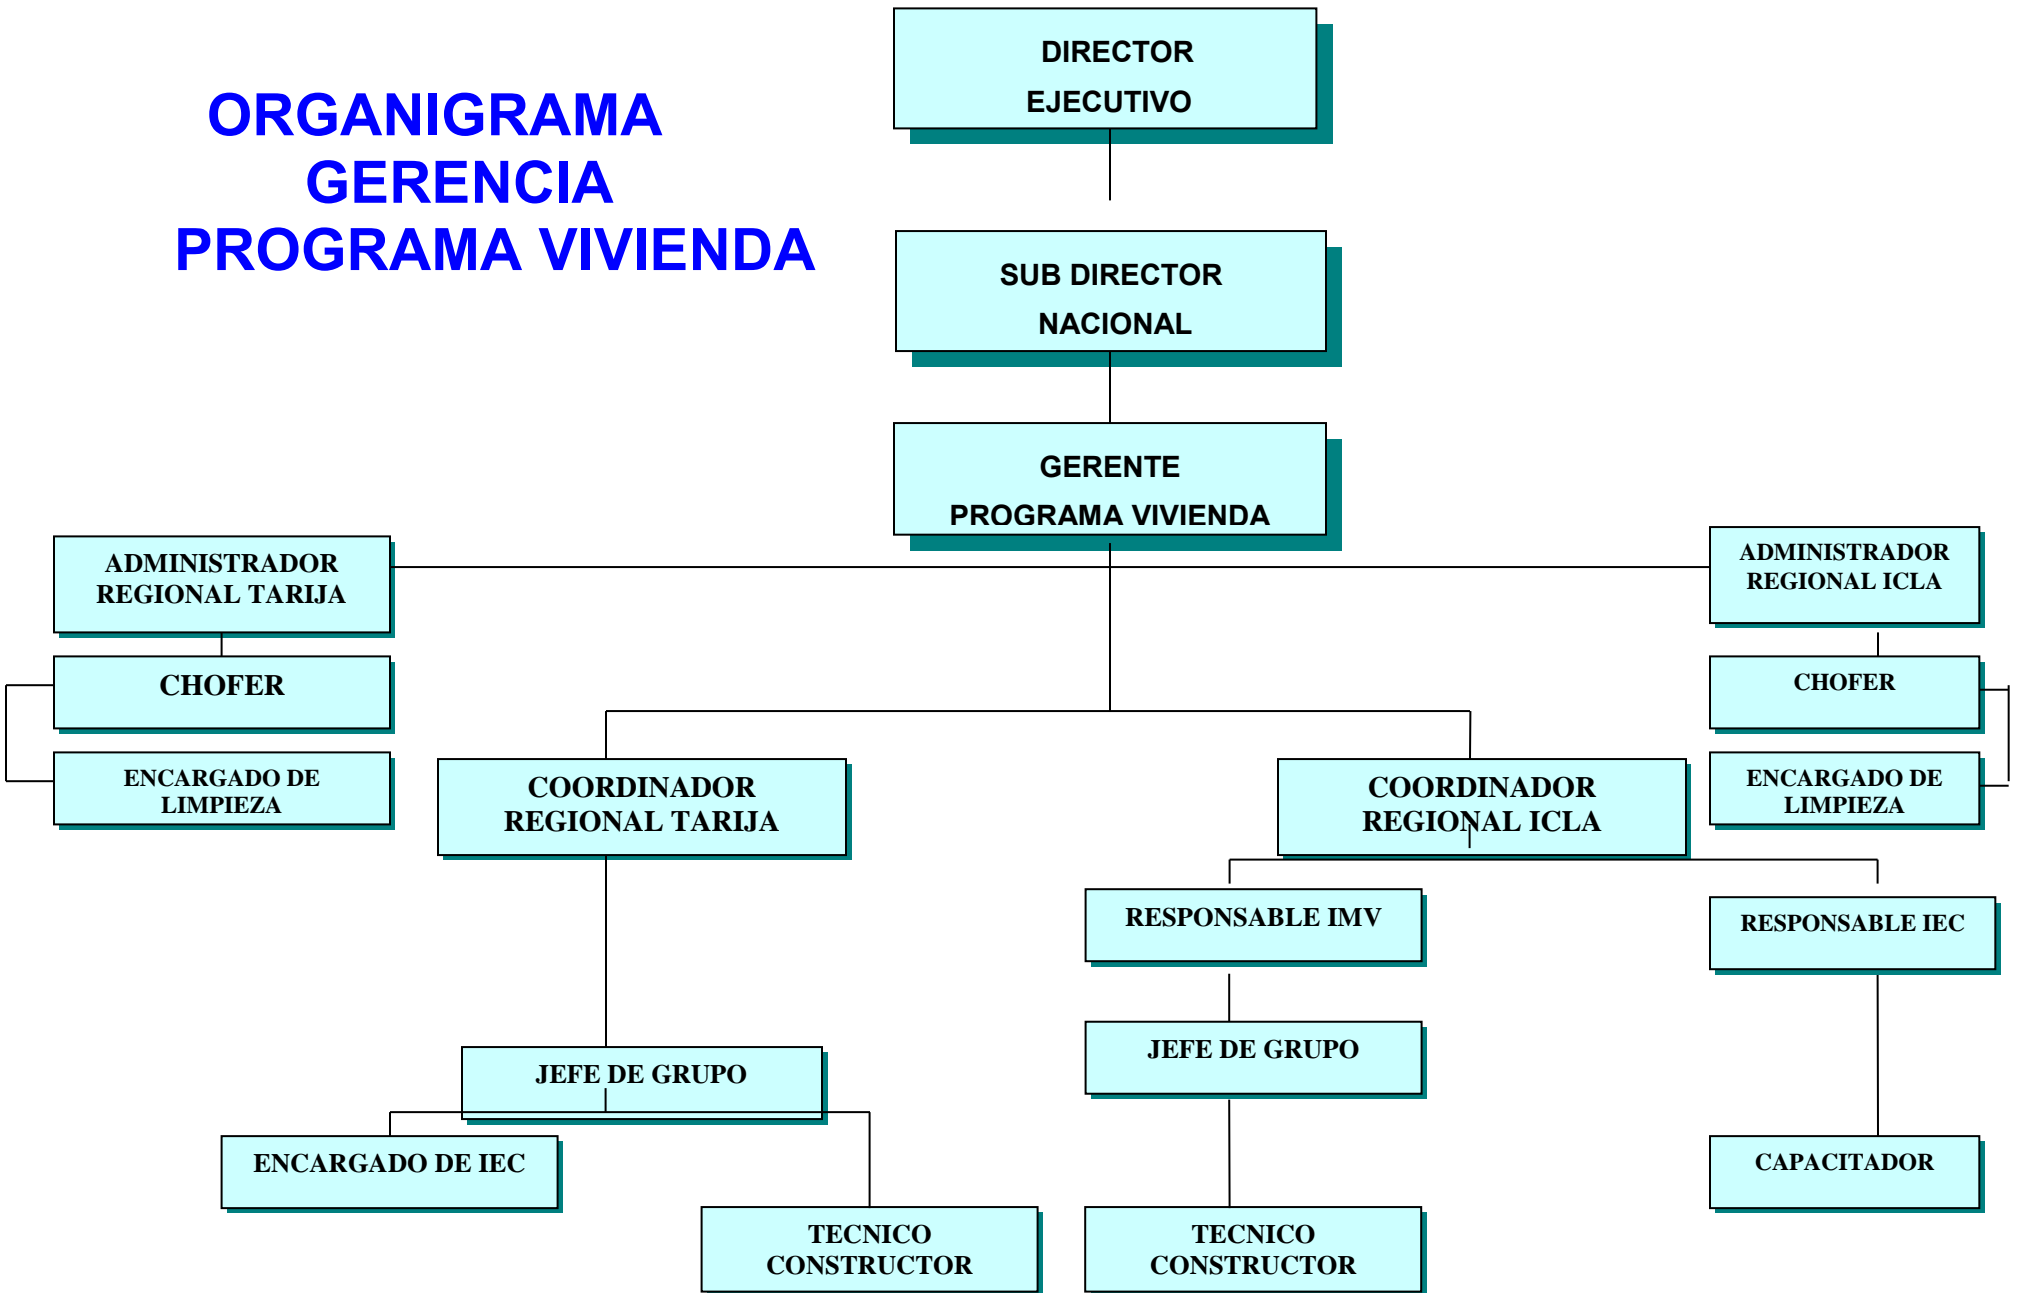 ORGANIGRAMA
GERENCIA
PROGRAMA VIVIENDA
DIRECTOR
EJECUTIVO
SUB DIRECTOR
NACIONAL
GERENTE
PROGRAMA VIVIENDA
ADMINISTRADOR
REGIONAL TARIJA
ADMINISTRADOR
REGIONAL ICLA
CHOFER
CHOFER
ENCARGADO DE
LIMPIEZA
COORDINADOR
REGIONAL TARIJA
COORDINADOR
REGIONAL ICLA
ENCARGADO DE
LIMPIEZA
RESPONSABLE IMV
RESPONSABLE IEC
JEFE DE GRUPO
JEFE DE GRUPO
ENCARGADO DE IEC
CAPACITADOR
TECNICO
CONSTRUCTOR
TECNICO
CONSTRUCTOR